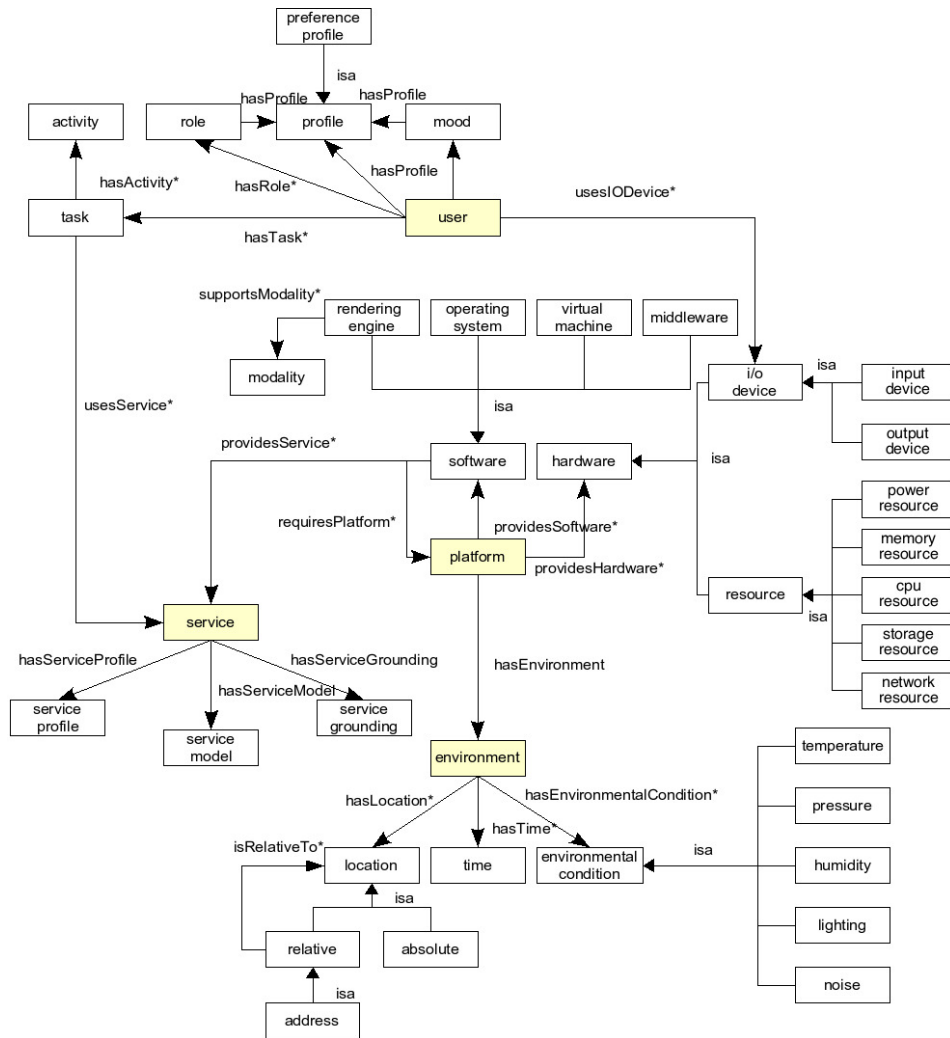 preference
profile
isa
hasProfile
hasProfile
activity
role
profile
mood
hasActivity*
hasRole*
hasProfile
usesIODevice*
task
user
hasTask*
supportsModality*
rendering
engine
operating
system
virtual
machine
middleware
modality
i/o
device
isa
input
device
output
device
usesService*
isa
providesService*
software
hardware
isa
power
resource
requiresPlatform*
providesSoftware*
memory
resource
platform
providesHardware*
resource
isa
cpu
resource
storage
resource
network
resource
service
hasServiceProfile
hasServiceGrounding
hasServiceModel
service
profile
service
model
service
grounding
hasEnvironment
environment
temperature
hasLocation*
hasEnvironmentalCondition*
hasTime*
pressure
isRelativeTo*
location
time
environmental
condition
isa
humidity
isa
relative
absolute
lighting
isa
address
noise